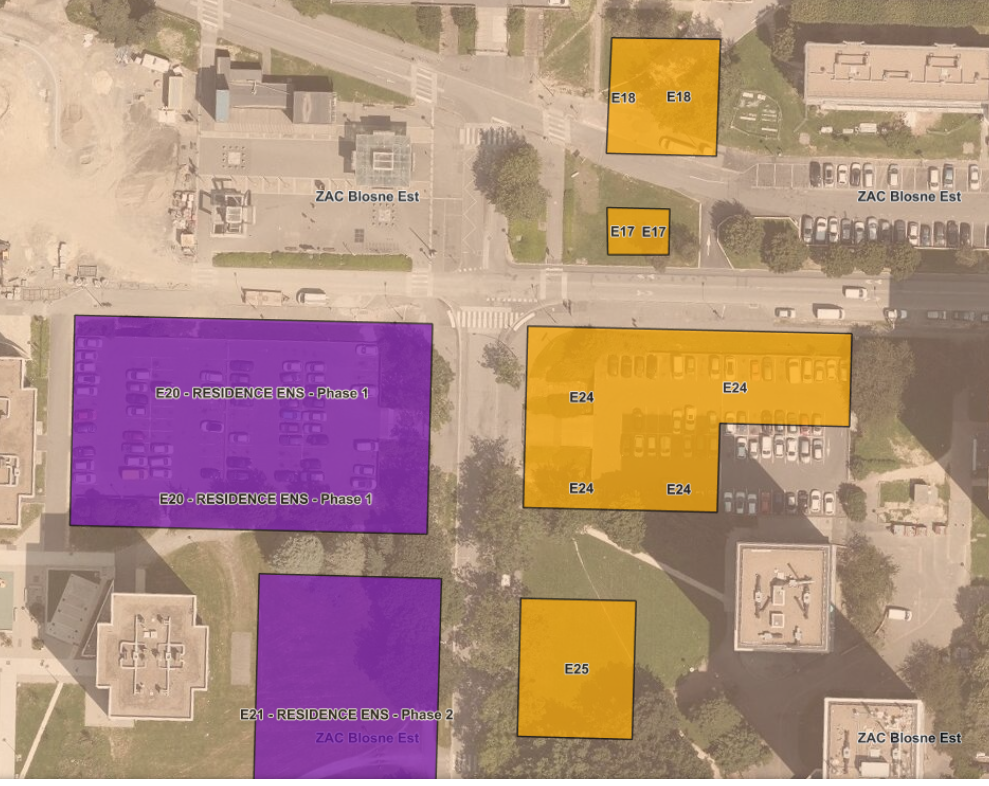 E18 E18
ZAC Blosne Est
ZAC Blosne Est
E17 E17
E20 - RESIDENCE ENS - Phase 1
E24
E24
E20 - RESIDENCE ENS - Phase 1
E24
E24
E25
E21 - RESIDENCE ENS - Phase 2
ZAC Blosne Est
ZAC Blosne Est